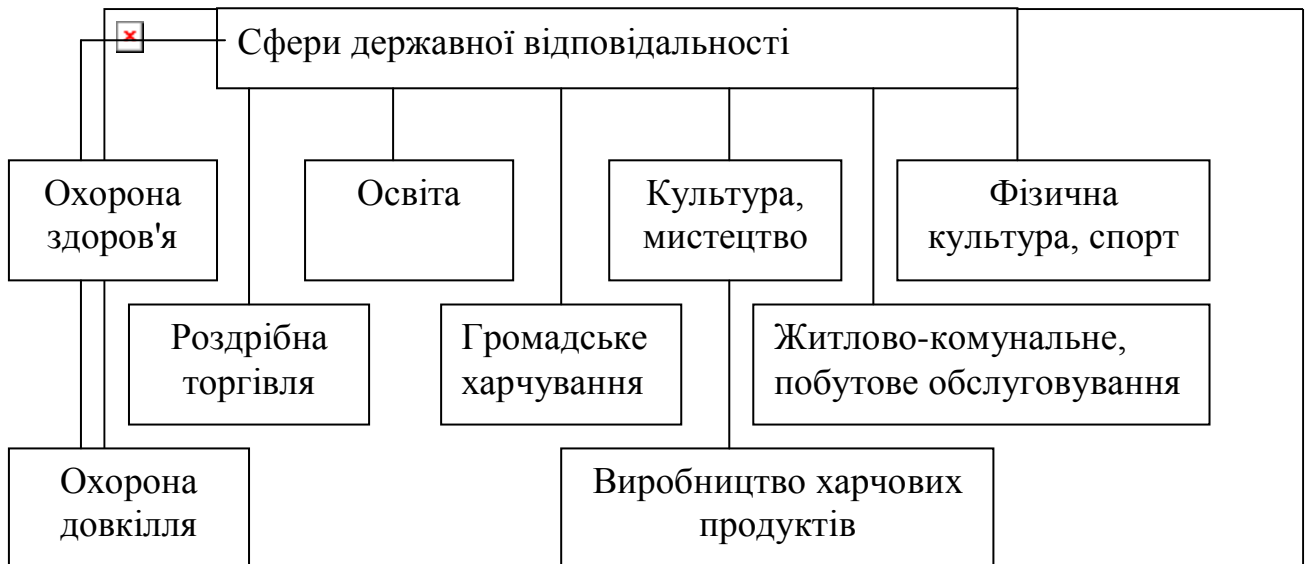 Сфери державної відповідальності
Охорона
здоров'я
Освіта
Культура,
мистецтво
Фізична
культура, спорт
Роздрібна
торгівля
Громадське
харчування
Житлово-комунальне,
побутове обслуговування
Охорона
довкілля
Виробництво харчових
продуктів